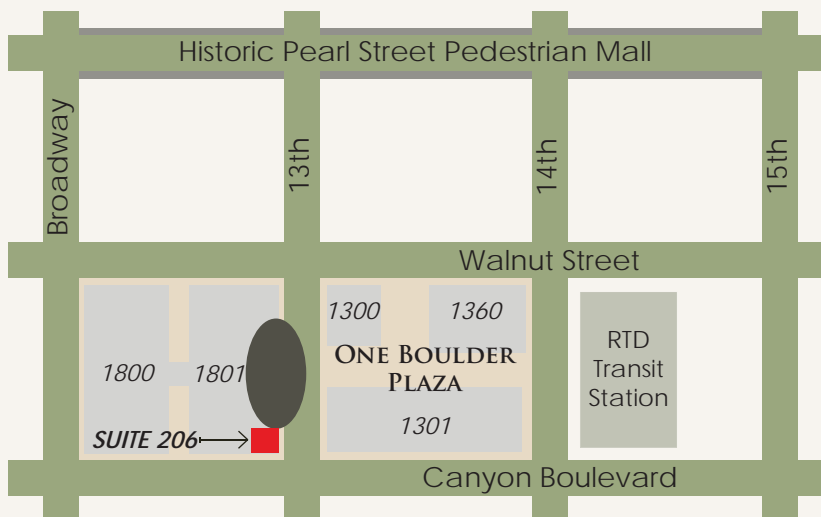 Historic Pearl Street Pedestrian Mall
Broadway
13th
14th
15th
Walnut Street
1300
1360
1800
1801
ONE BOULDER
PLAZA
RTD
Transit
Station
1301
SUITE 206
Canyon Boulevard